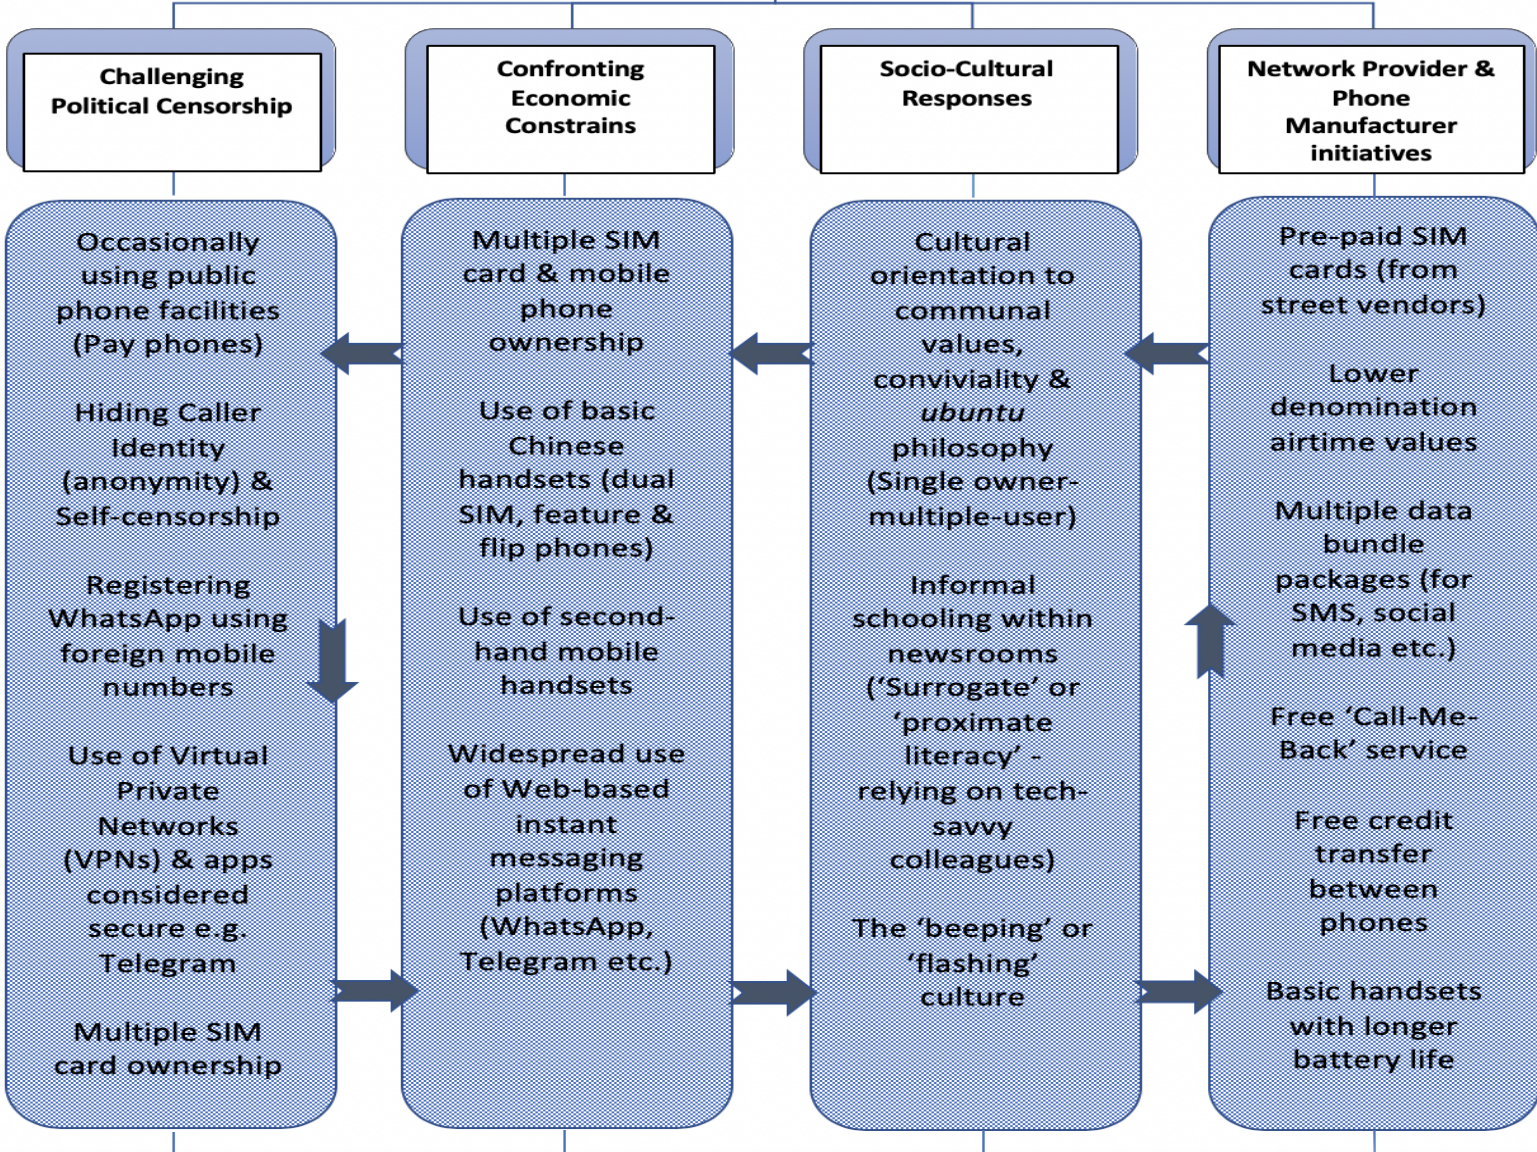 Challenging
Political Censorship
Confronting
Economic
Constrains
Socio-Cultural
Responses
Network Provider &
Phone
Manufacturer
initiatives
Occasionally
using public
phone facilities
(Pay phones)
Hiding Caller
Identity
(anonymity) &
Self-censorship
Registering
WhatsApp using
foreign mobile
numbers
Use of Virtual
Private
Networks
(VPNs) & apps
considered
secure e.g.
Telegram
Multiple SIM
card ownership
Multiple SIM
card & mobile
phone
ownership
Use of basic
Chinese
handsets (dual
SIM, feature &
flip phones)
Use of second-
hand mobile
handsets
Widespread use
of Web-based
instant
messaging
platforms
(WhatsApp,
Telegram etc.)
Cultural
orientation to
communal
values,
conviviality &
ubuntu
philosophy
(Single owner-
multiple-user)
Informal
schooling within
newsrooms
(‘Surrogate’ or
‘proximate
literacy’ -
relying on tech-
savvy
colleagues)
The ‘beeping’ or
‘flashing’
culture
Pre-paid SIM
cards (from
street vendors)
Lower
denomination
airtime values
Multiple data
bundle
packages (for
SMS, social
media etc.)
Free ‘Call-Me-
Back’ service
Free credit
transfer
between
phones
Basic handsets
with longer
battery life